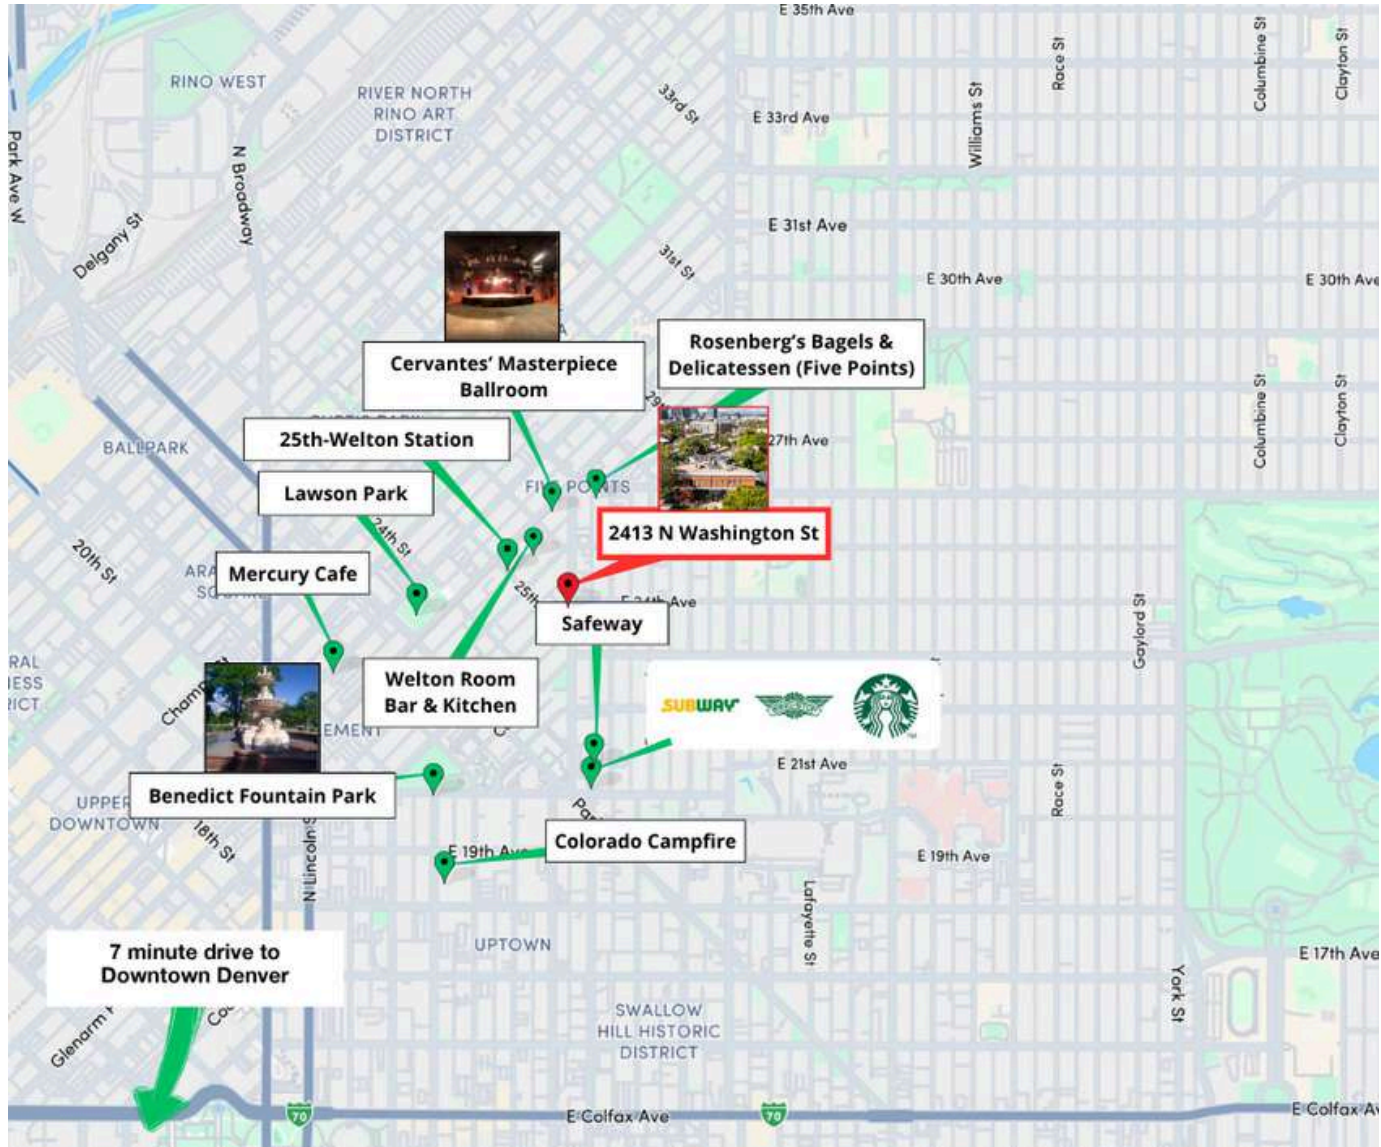 E 35th Ave
RINO WEST
RIVER NORTH
RINO ART
DISTRICT
33rd St
E 33rd Ave
Race St
Columbine St
Clayton St
Williams St
Park Ave W
N Broadway
Delgany St
E 31st Ave
31st St
E 30th Ave
E 30th Ave
Cervantes' Masterpiece
Ballroom
Rosenberg's Bagels &
Delicatessen (Five Points)
25th-Welton Station
27th Ave
BALLPARK
Columbine St
Clayton St
Lawson Park
FIVE POINTS
24th St
20th St
2413 N Washington St
Mercury Cafe
25th
E 24th Ave
Safeway
Gaylord St
Welton Room
Bar & Kitchen
SUBWAY
E 21st Ave
Race St
Benedict Fountain Park
UPPER
DOWNTOWN
18th St
N Lincoln S
Colorado Campfire
E 19th Ave
E 19th Ave
Lafayette St
UPTOWN
7 minute drive to
Downtown Denver
E 17th Ave
York St
SWALLOW
HILL HISTORIC
DISTRICT
Glenarm
70
E Colfax Ave
70
E Colfax A